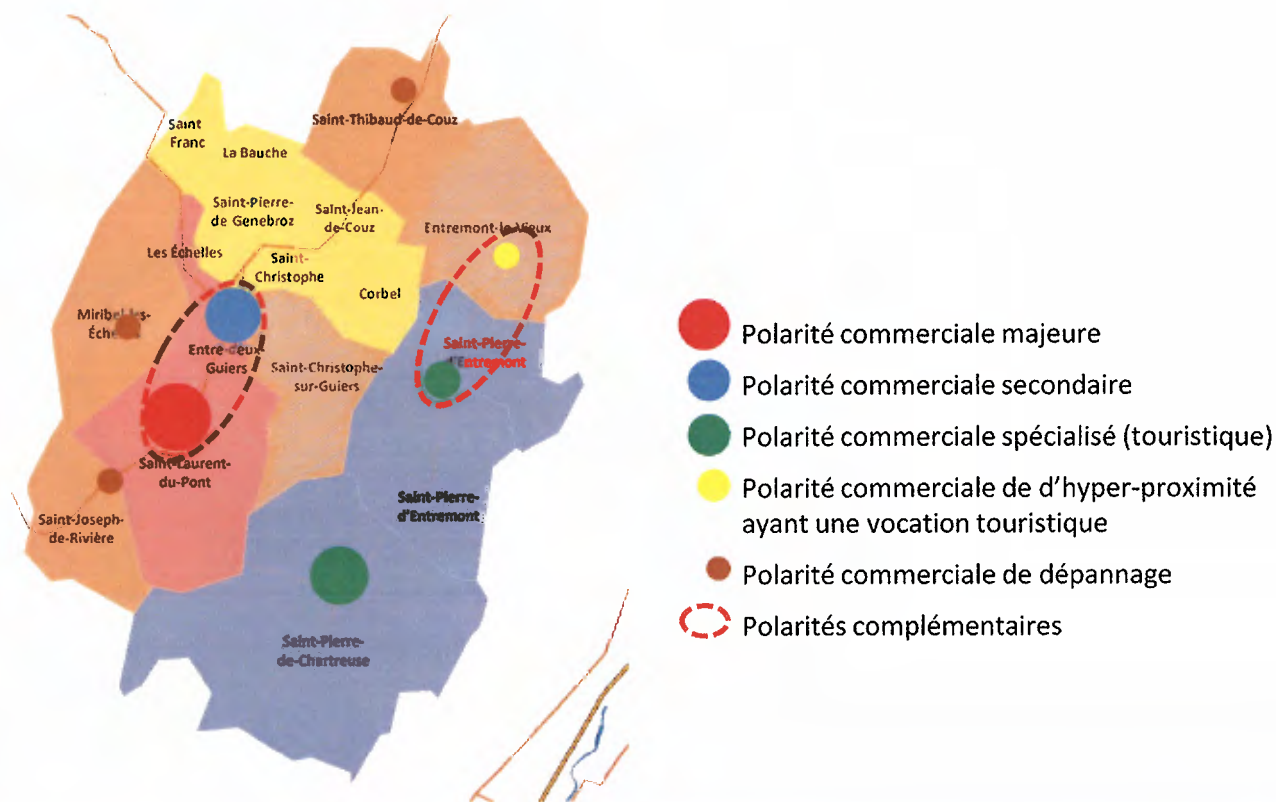 Saint
Franc
La Bauche
Saint-Thibaud-de-Couz
Saint-Pierre-
de Genebroz
Saint-Jean-
de-Couz
Entremont-le-Vieux
Les Échelles
Saint-
Christophe
Corbel
Miribel-les-
Échelles
Entre-deux-
Guiers
Saint-Christophe-
sur-Guiers
Saint-Pierre-
d'Entremont
Saint-Laurent-
du-Pont
Saint-Pierre-
d'Entremont
Saint-Joseph-
de-Rivière
Saint-Pierre-
de-Chartreuse
Polarité commerciale majeure
Polarité commerciale secondaire
Polarité commerciale spécialisé (touristique)
Polarité commerciale de d'hyper-proximité
ayant une vocation touristique
Polarité commerciale de dépannage
Polarités complémentaires